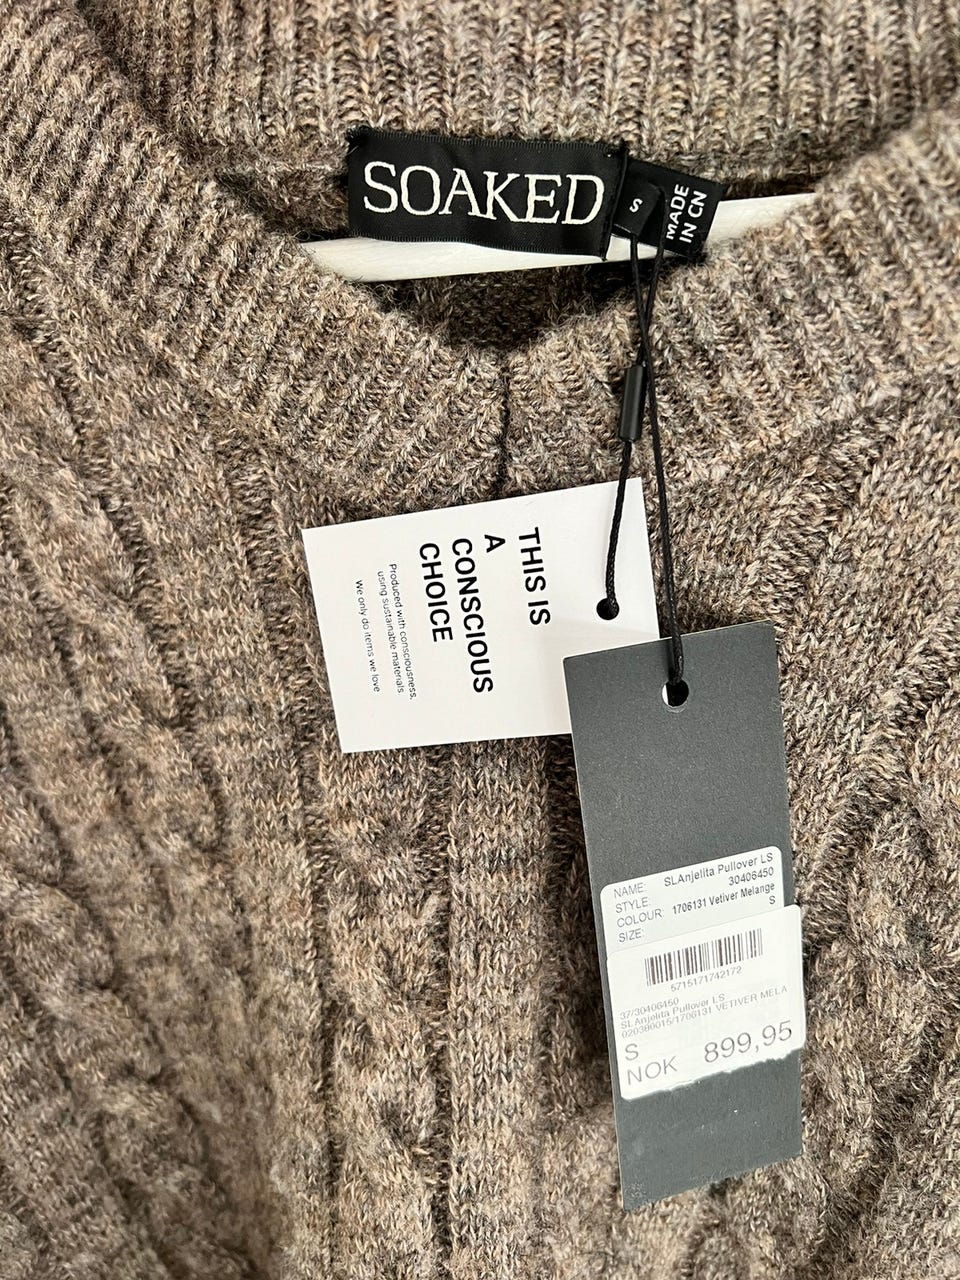 SOAKED
S
MADE
IN CN
THIS IS
A
CONSCIOUS
CHOICE
Produced with consciousness,
using sustainable materials.
We only do items we love
NAME: SLAnjelita Pullover LS
STYLE: 30406450
COLOUR: 1706131 Vetiver Melange
SIZE: S
5715171742172
37/30406450
SLAnjelita Pullover LS
020380015/1706131 VETIVER MELA
S
NOK 899,95